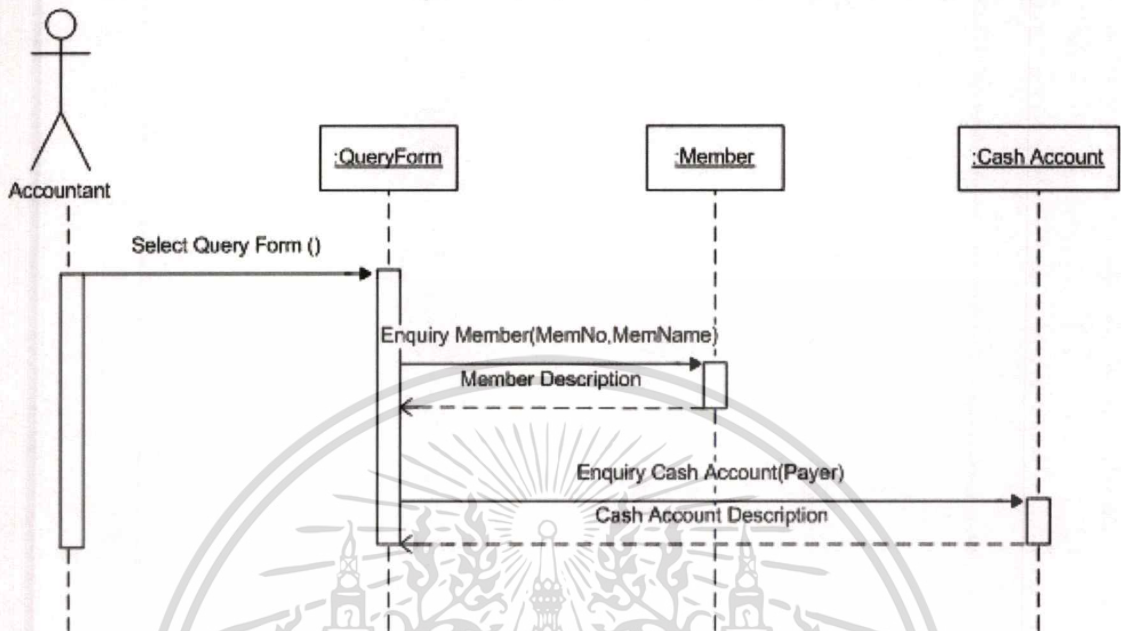 :QueryForm
:Member
:Cash Account
Accountant
Select Query Form ()
Enquiry Member(MemNo,MemName)
Member Description
Enquiry Cash Account(Payer)
Cash Account Description